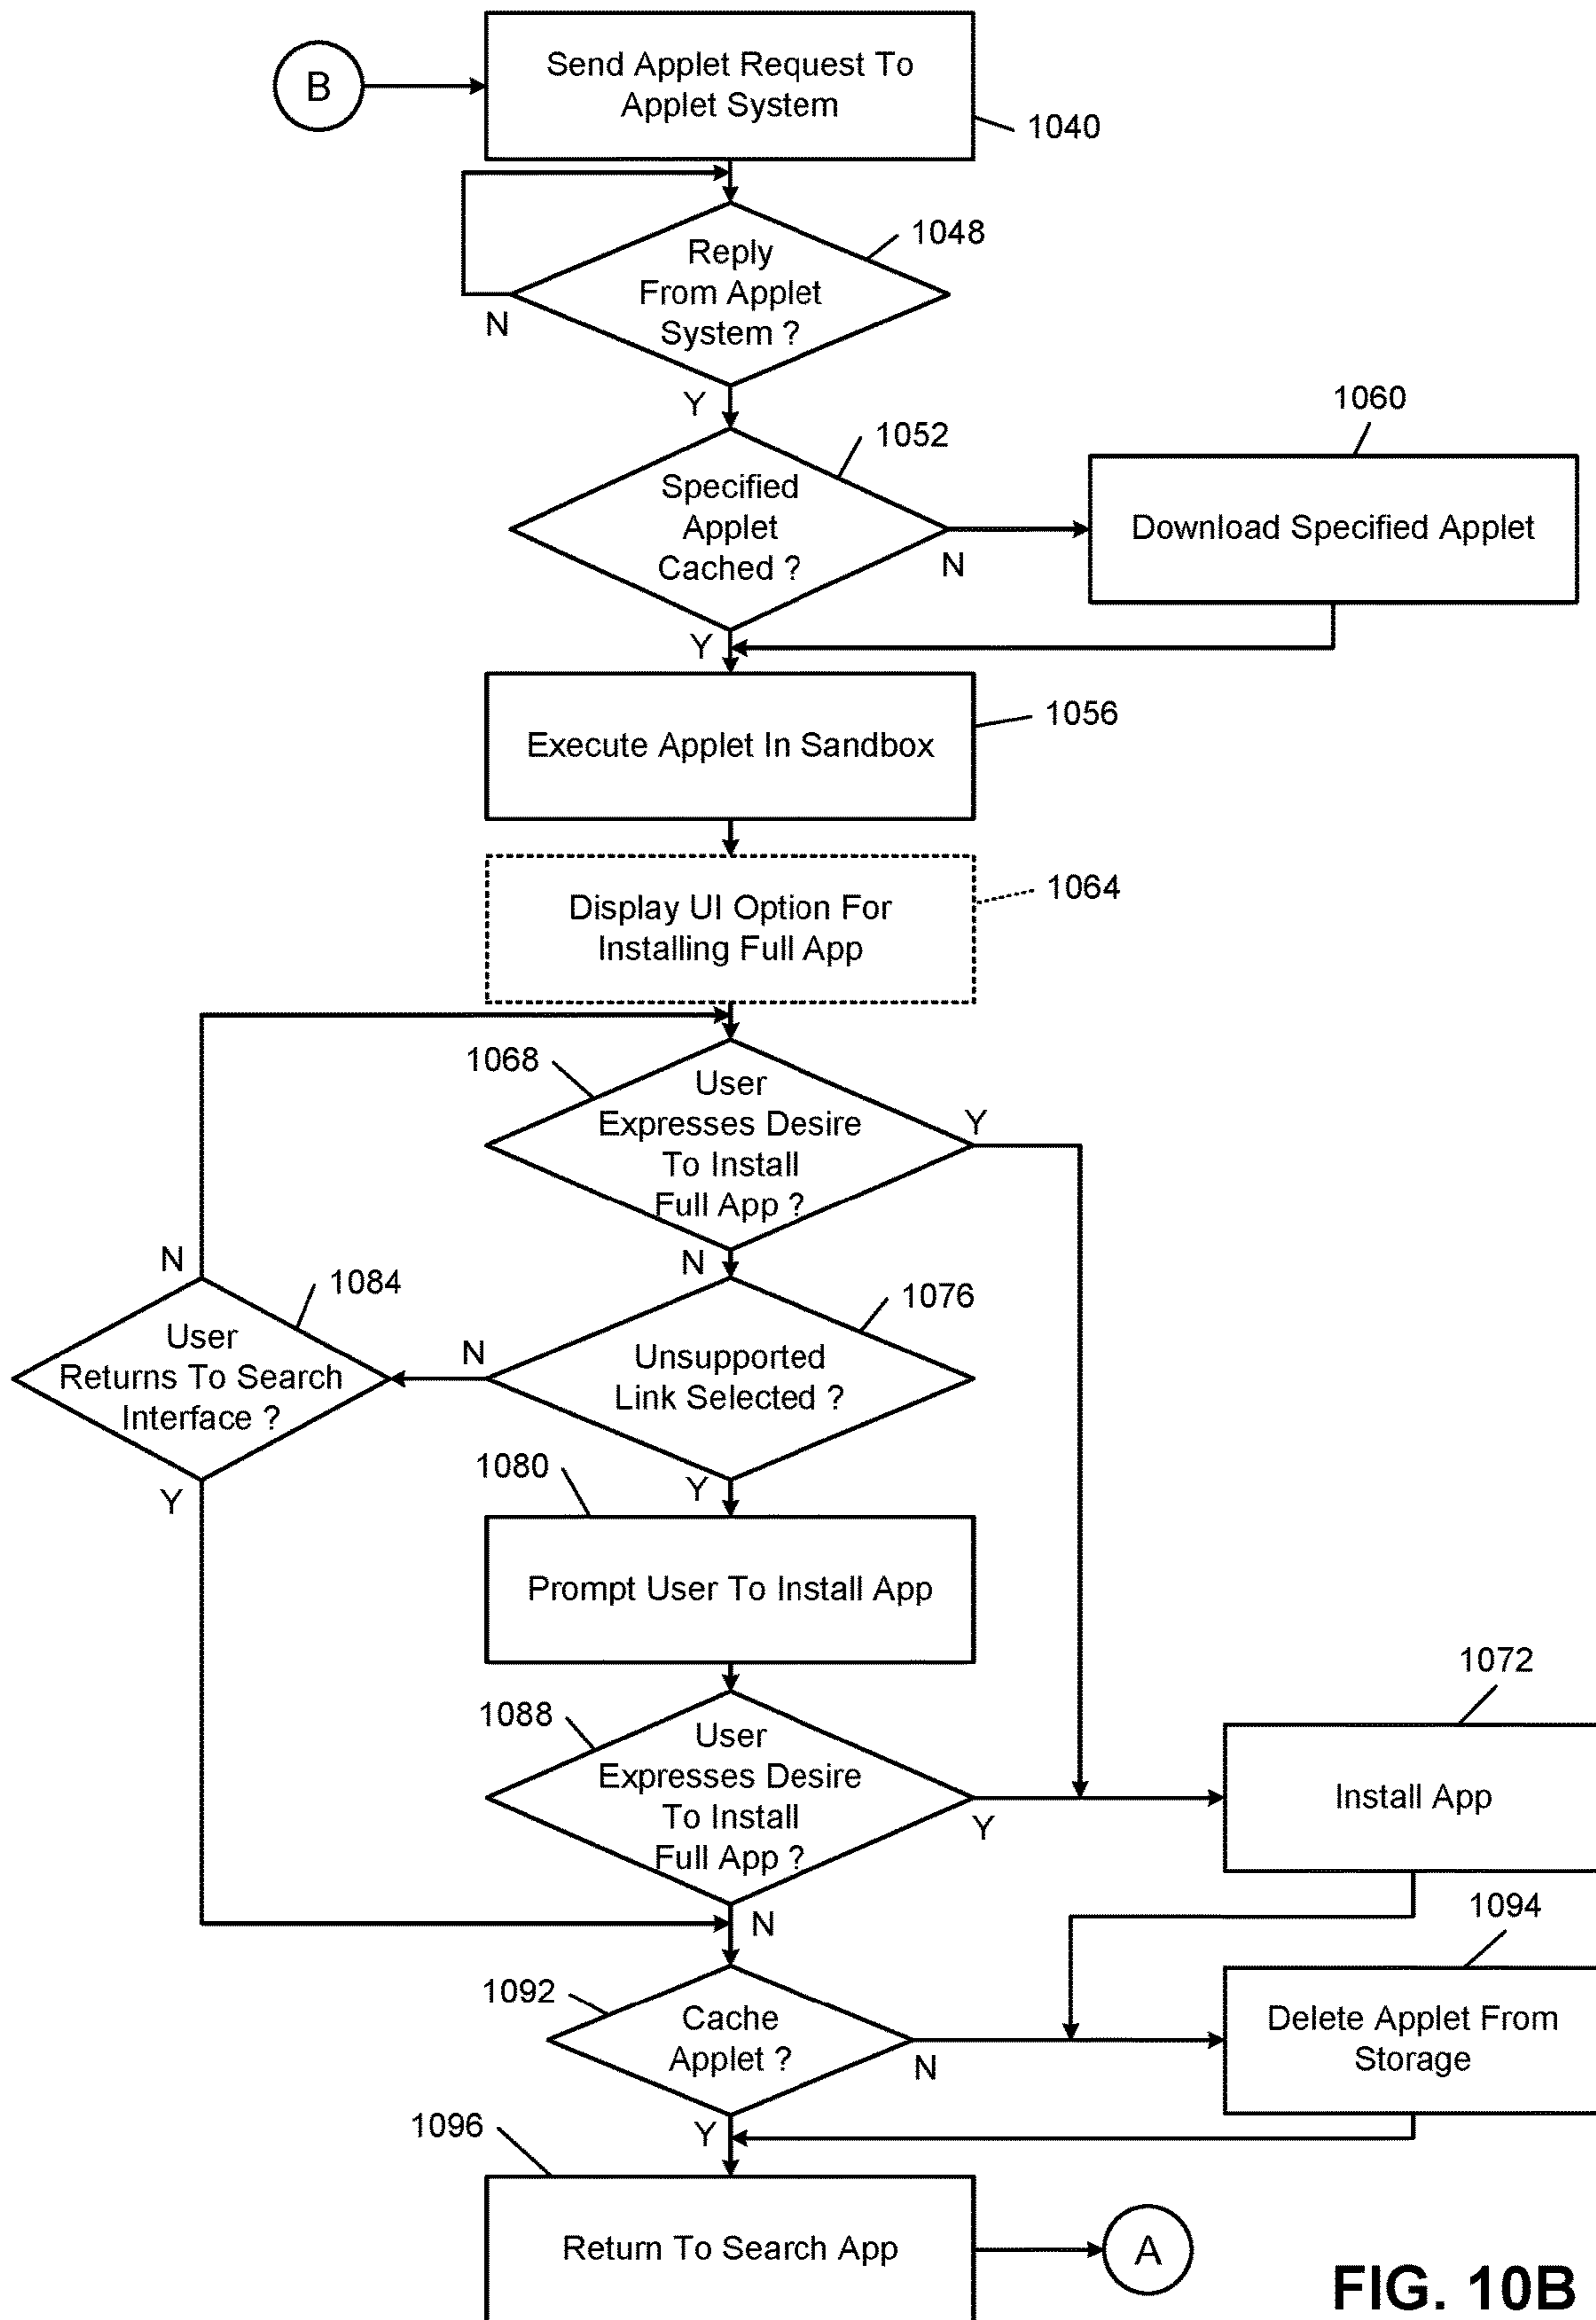 B
Send Applet Request To
Applet System
1040
Reply
From Applet
System ?
1048
N
Y
Specified
Applet
Cached ?
1052
N
1060
Download Specified Applet
Y
Execute Applet In Sandbox
1056
Display UI Option For
Installing Full App
1064
1068
User
Expresses Desire
To Install
Full App ?
Y
N
N
1084
User
Returns To Search
Interface ?
Y
N
1076
Unsupported
Link Selected ?
Y
1080
Prompt User To Install App
1088
User
Expresses Desire
To Install
Full App ?
Y
N
1072
Install App
1092
Cache
Applet ?
N
Y
1094
Delete Applet From
Storage
1096
Return To Search App
A
FIG. 10B